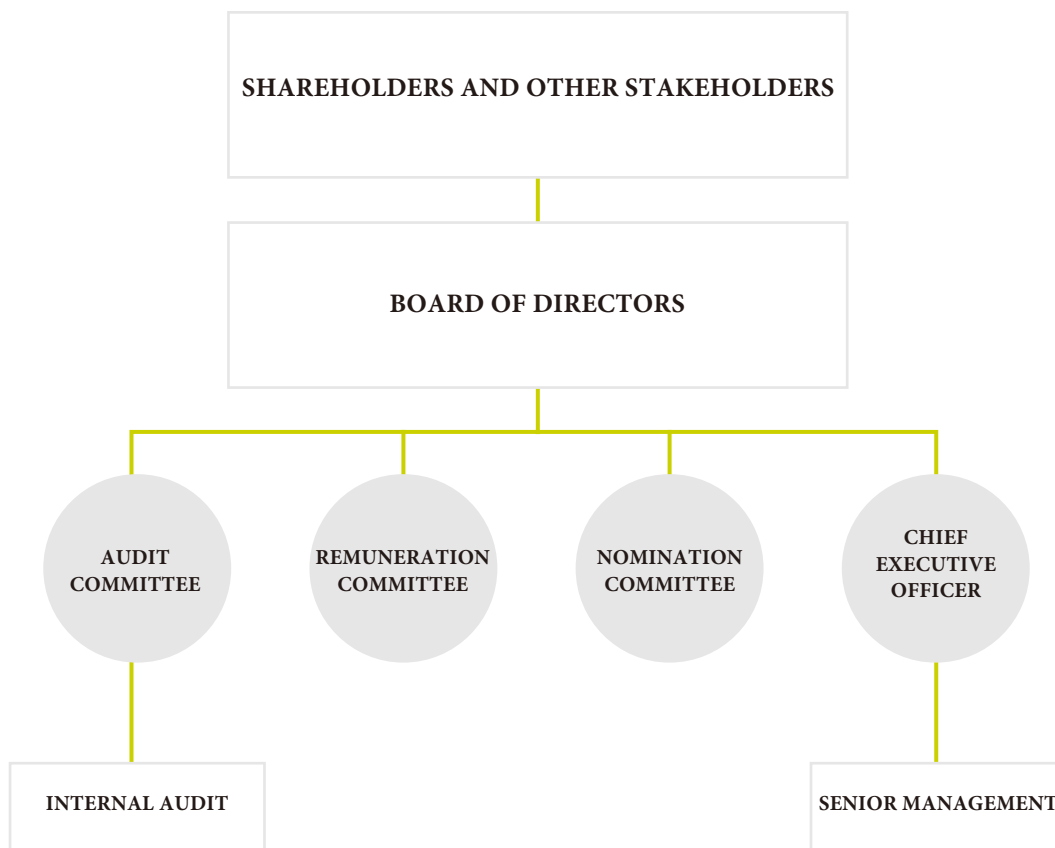 SHAREHOLDERS AND OTHER STAKEHOLDERS
BOARD OF DIRECTORS
AUDIT
COMMITTEE
REMUNERATION
COMMITTEE
NOMINATION
COMMITTEE
CHIEF
EXECUTIVE
OFFICER
INTERNAL AUDIT
SENIOR MANAGEMENT